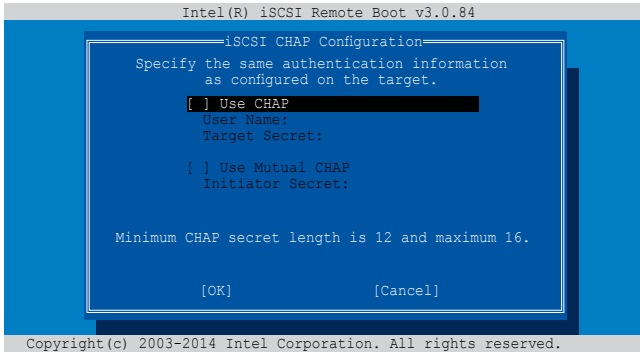 Intel(R) iSCSI Remote Boot v3.0.84
iSCSI CHAP Configuration
Specify the same authentication information
as configured on the target.
[ ] Use CHAP
User Name:
Target Secret:
[ ] Use Mutual CHAP
Initiator Secret:
Minimum CHAP secret length is 12 and maximum 16.
[OK] [Cancel]
Copyright(c) 2003-2014 Intel Corporation. All rights reserved.